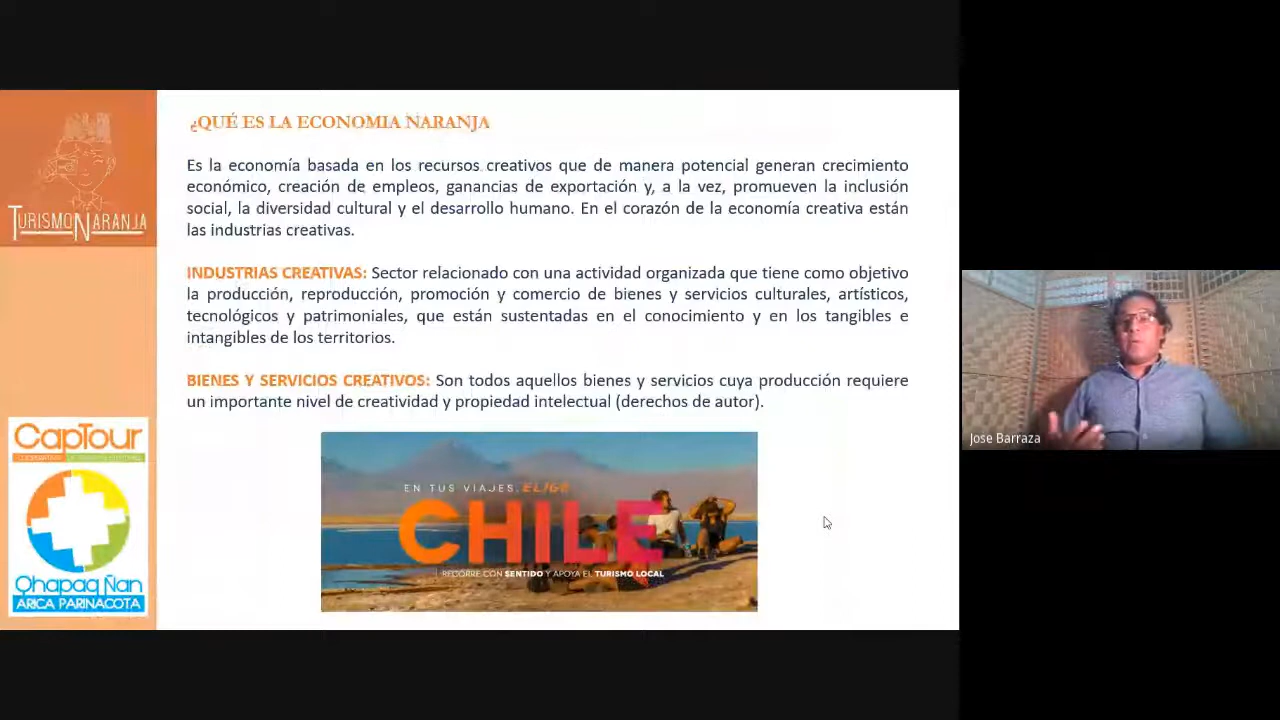 ¿QUÉ ES LA ECONOMIA NARANJA
Es la economía basada en los recursos creativos que de manera potencial generan crecimiento
económico, creación de empleos, ganancias de exportación y, a la vez, promueven la inclusión
social, la diversidad cultural y el desarrollo humano. En el corazón de la economía creativa están
las industrias creativas.
INDUSTRIAS CREATIVAS: Sector relacionado con una actividad organizada que tiene como objetivo
la producción, reproducción, promoción y comercio de bienes y servicios culturales, artísticos,
tecnológicos y patrimoniales, que están sustentadas en el conocimiento y en los tangibles e
intangibles de los territorios.
BIENES Y SERVICIOS CREATIVOS: Son todos aquellos bienes y servicios cuya producción requiere
un importante nivel de creatividad y propiedad intelectual (derechos de autor).
TURISMO NARANJA
CapTour
Qhapaq Ñan
ARICA PARINACOTA
EN TUS VIAJES, ELIGE
CHILE
RECORRE CON SENTIDO Y APOYA EL TURISMO LOCAL
Jose Barraza